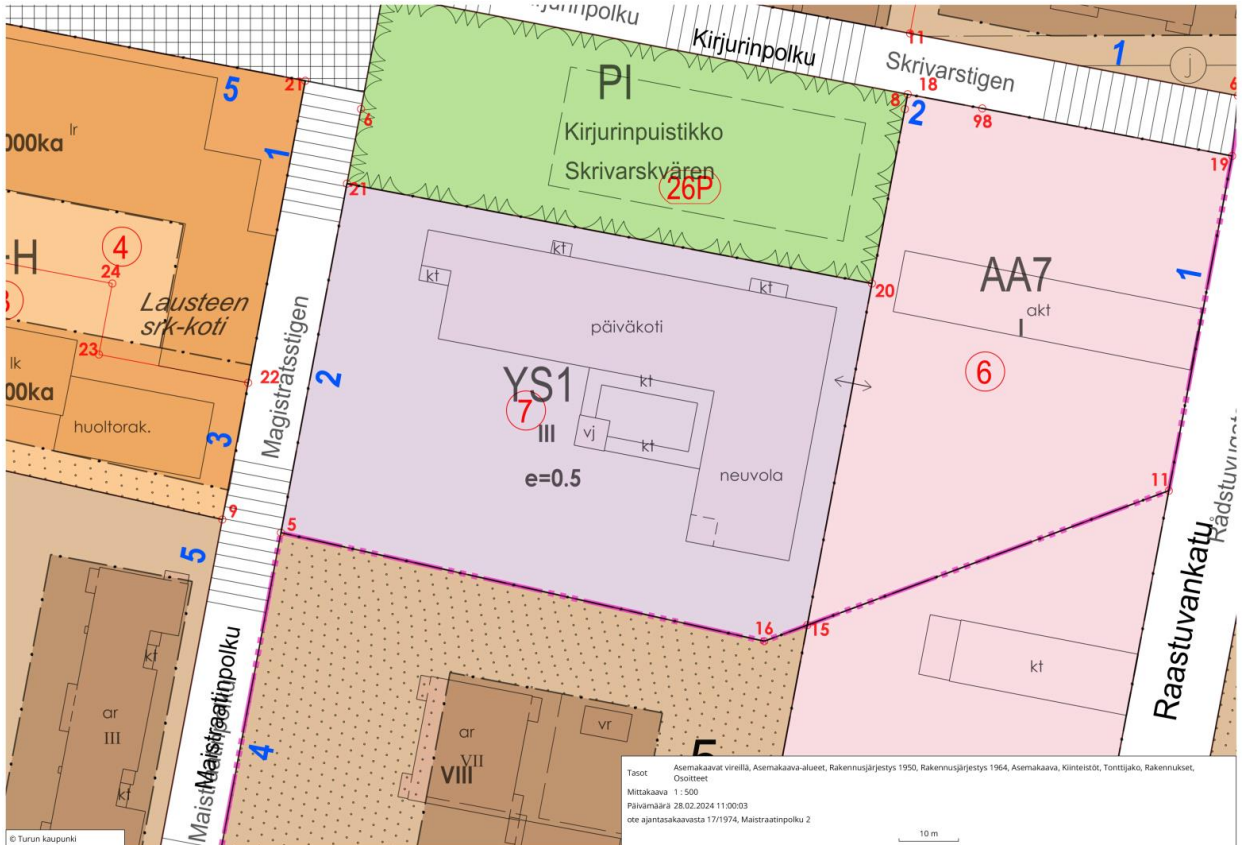 Kirjurinpolku
Skrivarstigen
11
1
j
5
21
6
PI
8
18
2
98
19
lr
000ka
1
6
Kirjurinpuistikko
Skrivarskvären
26P
21
4
24
-H
Lausteen
srk-koti
23
22
lk
00ka
huoltorak.
3
9
Magistratsstigen
2
kt
kt
kt
päiväkoti
20
YS1
7
III
e=0.5
kt
vj
kt
neuvola
AA7
I akt
6
1
11
5
16
15
5
kt
ar
III
kt
Maistraatinpolku
4
ar
VII
VIII
vr
5
kt
Raastuvankatu
Tasot Asemakaavat vireillä, Asemakaava-alueet, Rakennusjärjestys 1950, Rakennusjärjestys 1964, Asemakaava, Kiinteistöt, Tonttijako, Rakennukset,
Osoitteet
Mittakaava 1 : 500
Päivämäärä 28.02.2024 11:00:03
ote ajantasakaavasta 17/1974, Maistraatinpolku 2
10 m
© Turun kaupunki